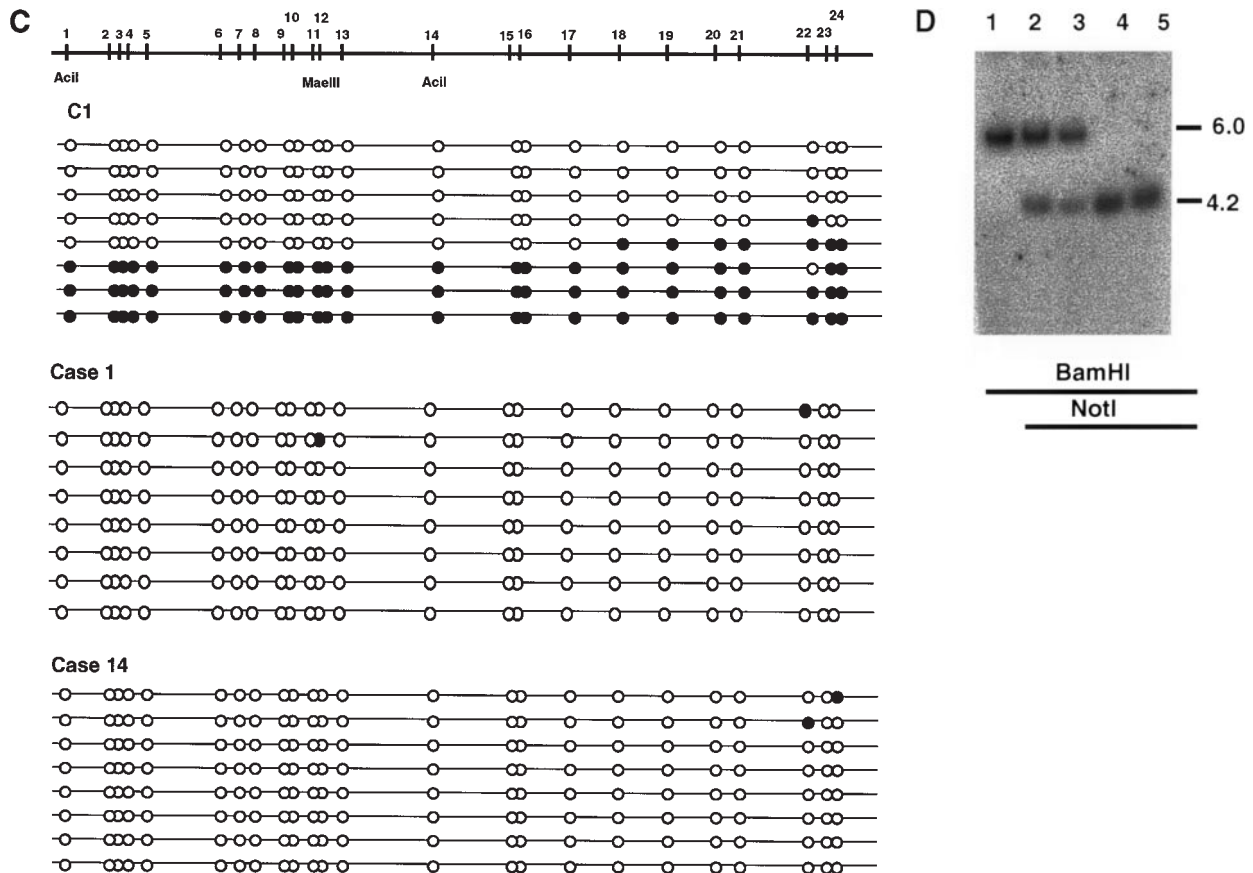 C
1 2 3 4 5 6 7 8 9 10 11 12 13 14 15 16 17 18 19 20 21 22 23 24
AciI MaeIII AciI
C1
Case 1
Case 14
D
1 2 3 4 5
6.0
4.2
BamHI
NotI